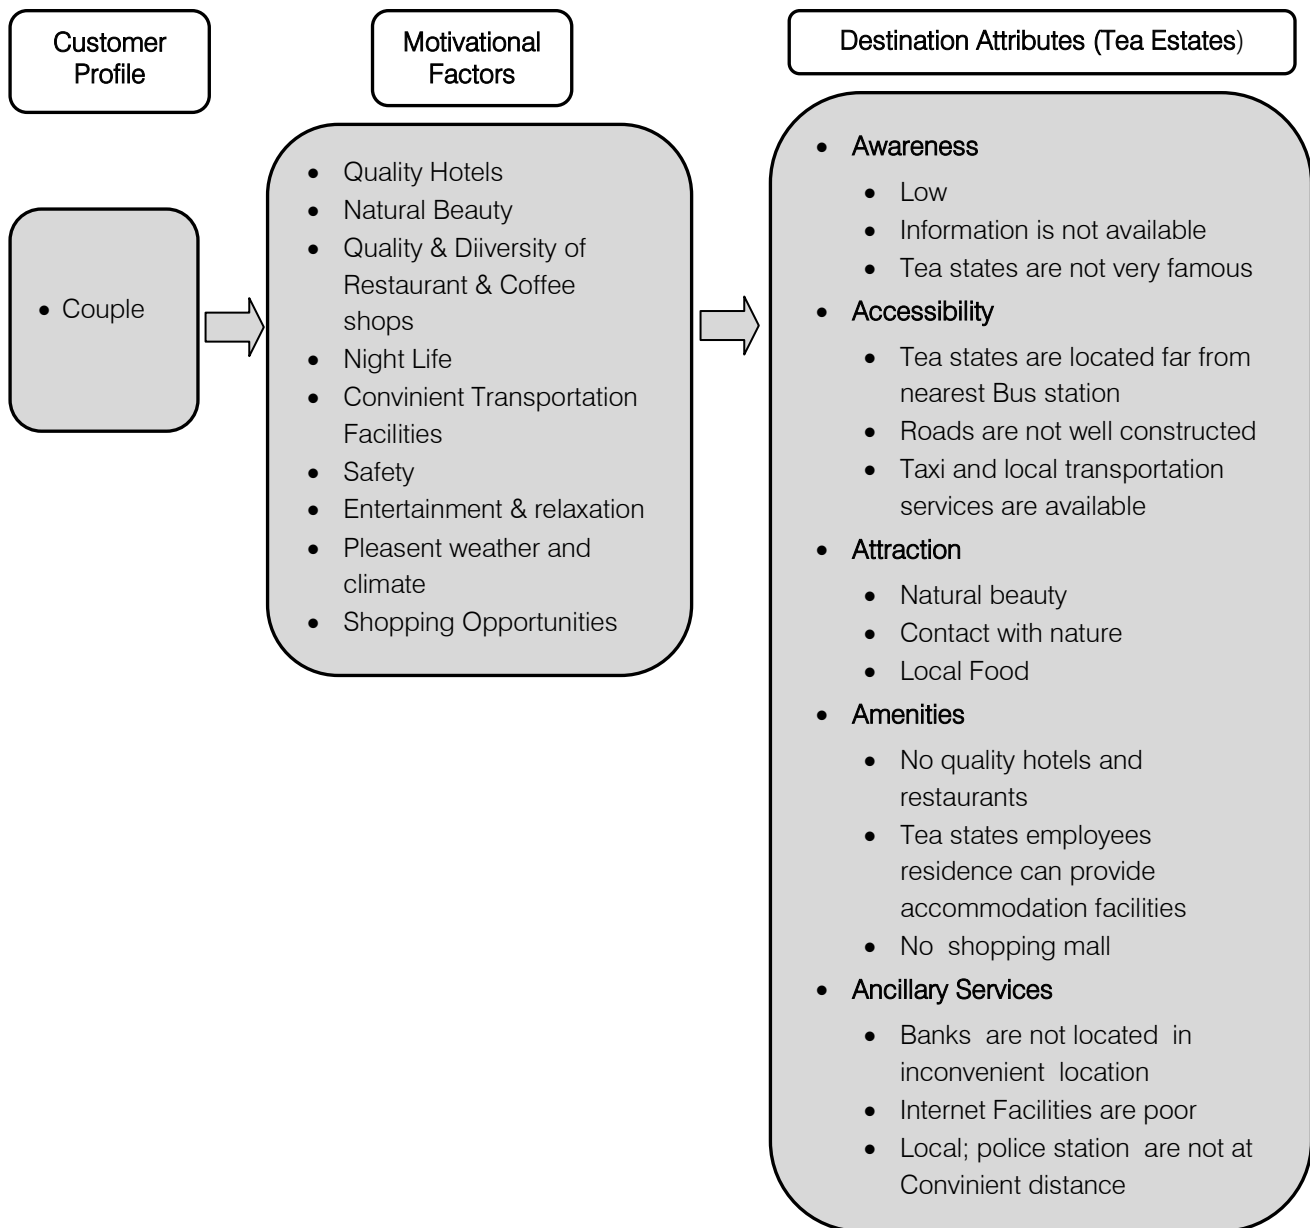 Customer
Profile
Motivational
Factors
Destination Attributes (Tea Estates)
• Couple
• Quality Hotels
• Natural Beauty
• Quality & Diiversity of
Restaurant & Coffee
shops
• Night Life
• Convinient Transportation
Facilities
• Safety
• Entertainment & relaxation
• Pleasent weather and
climate
• Shopping Opportunities
• Awareness
• Low
• Information is not available
• Tea states are not very famous
• Accessibility
• Tea states are located far from
nearest Bus station
• Roads are not well constructed
• Taxi and local transportation
services are available
• Attraction
• Natural beauty
• Contact with nature
• Local Food
• Amenities
• No quality hotels and
restaurants
• Tea states employees
residence can provide
accommodation facilities
• No shopping mall
• Ancillary Services
• Banks are not located in
inconvenient location
• Internet Facilities are poor
• Local; police station are not at
Convinient distance